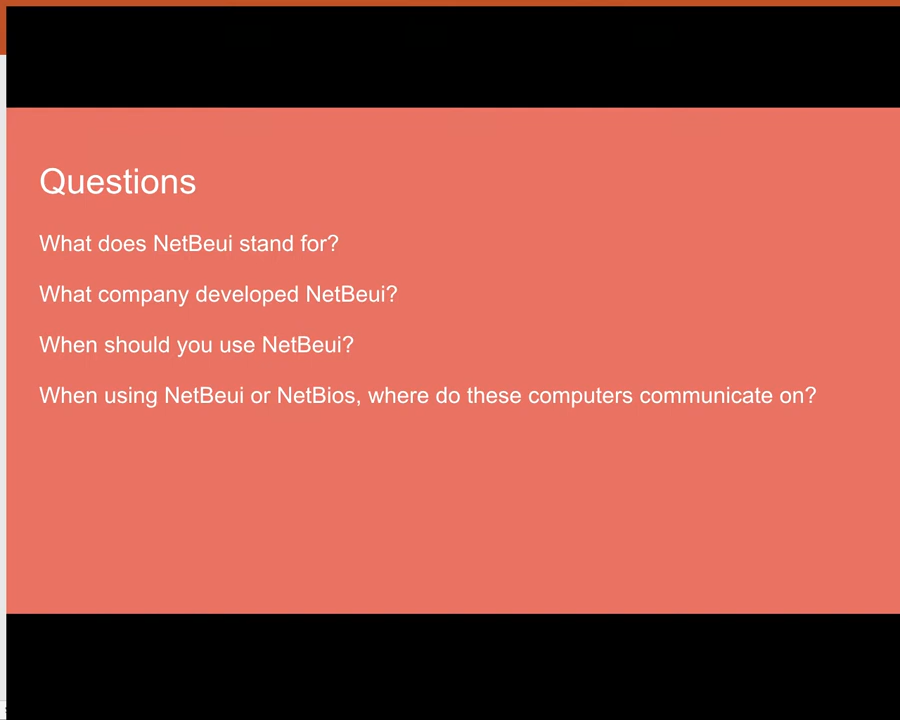 Questions
What does NetBeui stand for?
What company developed NetBeui?
When should you use NetBeui?
When using NetBeui or NetBios, where do these computers communicate on?